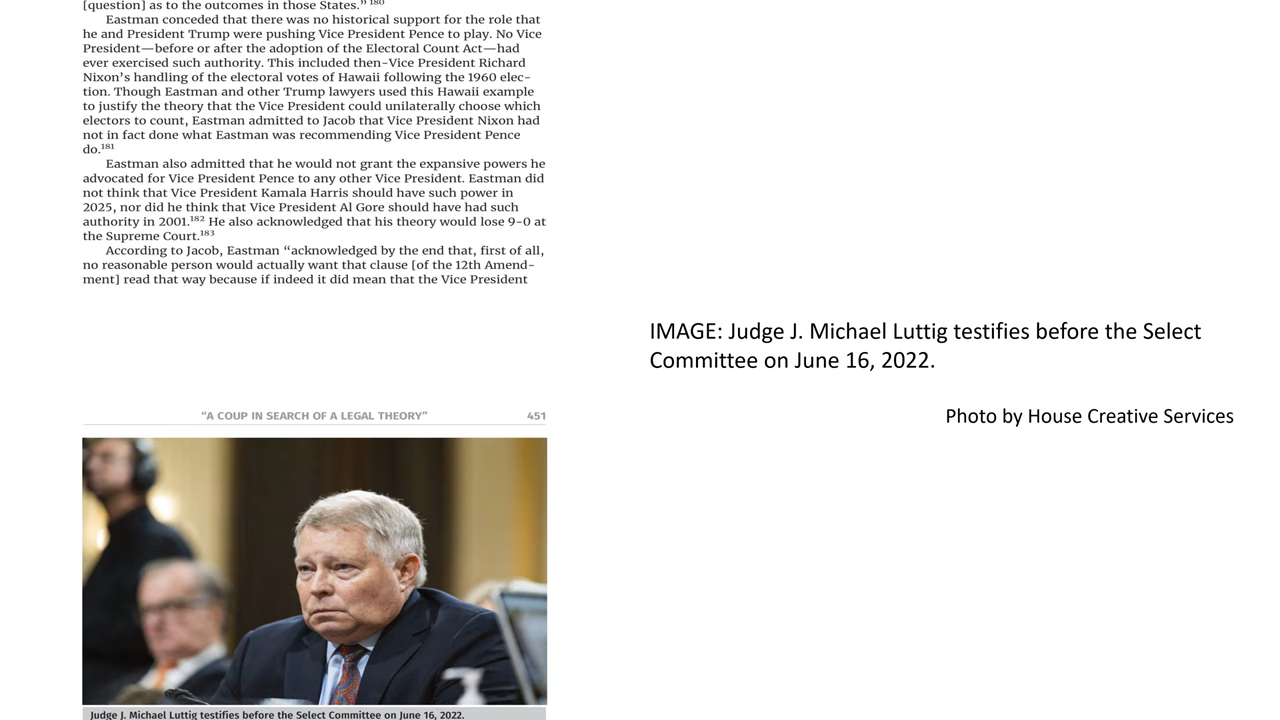 [question] as to the outcomes in those States.” 180
Eastman conceded that there was no historical support for the role that
he and President Trump were pushing Vice President Pence to play. No Vice
President—before or after the adoption of the Electoral Count Act—had
ever exercised such authority. This included then-Vice President Richard
Nixon’s handling of the electoral votes of Hawaii following the 1960 elec-
tion. Though Eastman and other Trump lawyers used this Hawaii example
to justify the theory that the Vice President could unilaterally choose which
electors to count, Eastman admitted to Jacob that Vice President Nixon had
not in fact done what Eastman was recommending Vice President Pence
do.181
Eastman also admitted that he would not grant the expansive powers he
advocated for Vice President Pence to any other Vice President. Eastman did
not think that Vice President Kamala Harris should have such power in
2025, nor did he think that Vice President Al Gore should have had such
authority in 2001.182 He also acknowledged that his theory would lose 9-0 at
the Supreme Court.183
According to Jacob, Eastman “acknowledged by the end that, first of all,
no reasonable person would actually want that clause [of the 12th Amend-
ment] read that way because if indeed it did mean that the Vice President
“A COUP IN SEARCH OF A LEGAL THEORY” 451
Judge J. Michael Luttig testifies before the Select Committee on June 16, 2022.
IMAGE: Judge J. Michael Luttig testifies before the Select
Committee on June 16, 2022.
Photo by House Creative Services